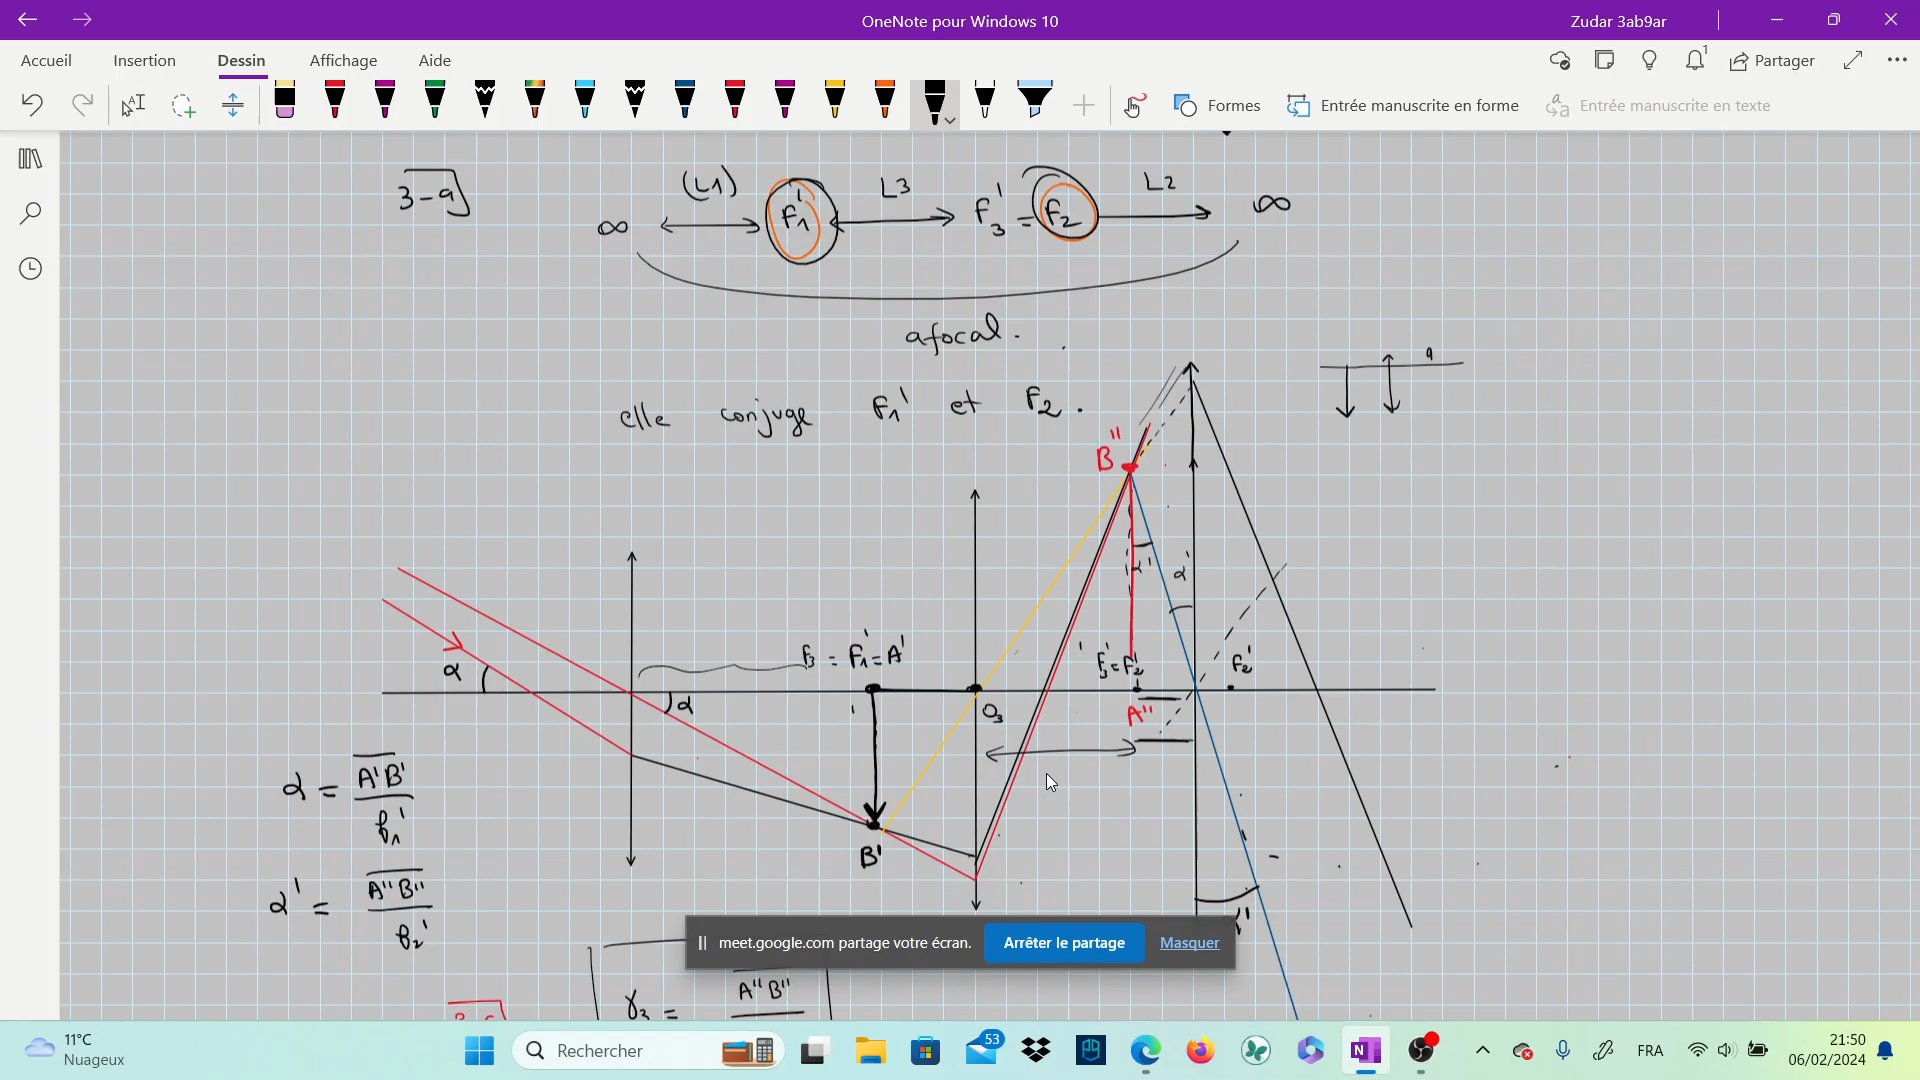 OneNote pour Windows 10
Zudar 3ab9ar
Accueil Insertion Dessin Affichage Aide
1
Partager
Formes
Entrée manuscrite en forme
Entrée manuscrite en texte
3-a
(L1) L3 L2
∞ F₁' F₃' = F₂ ∞
afocal.
elle conjuge F₁' et F₂.
B''
α' α'
F₃ = F₁' = A'
F₃' = F₂' F₂'
α
α
O₃
A''
α = A'B' / f₁'
B'
α' = A''B'' / f₂'
meet.google.com partage votre écran.
Arrêter le partage
Masquer
γ₃ = A''B''
11°C
Nuageux
Rechercher
53
FRA
21:50
06/02/2024